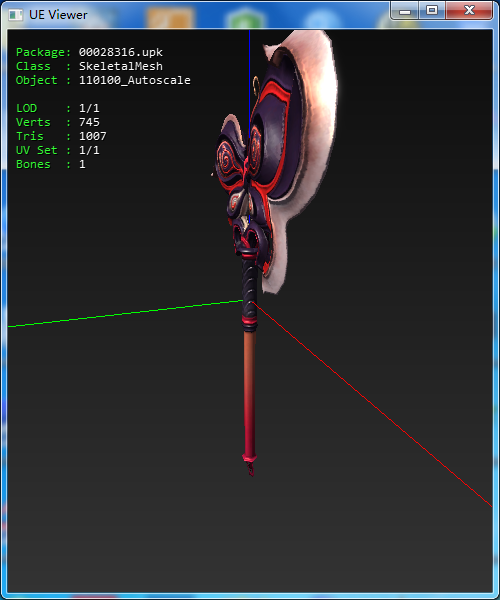 UE Viewer
Package: 00028316.upk
Class  : SkeletalMesh
Object : 110100_Autoscale
LOD    : 1/1
Verts  : 745
Tris   : 1007
UV Set : 1/1
Bones  : 1